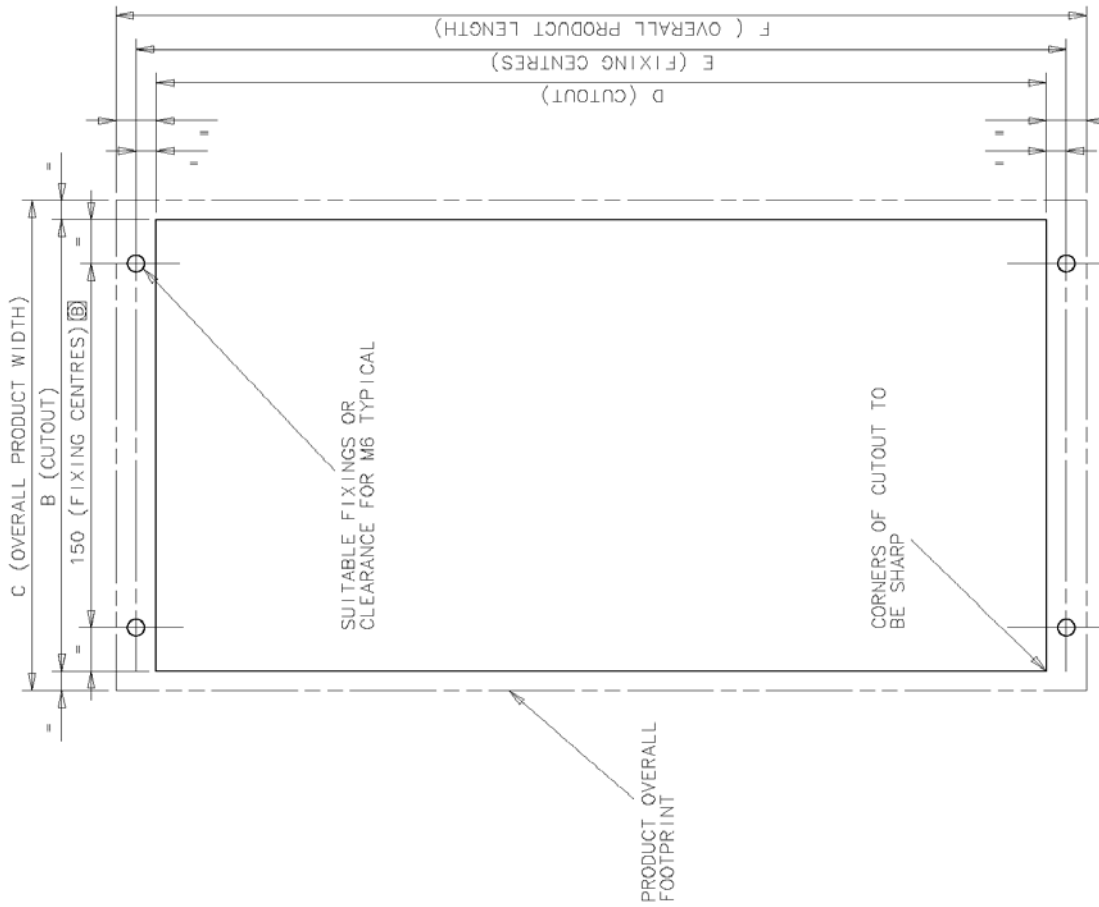 F ( OVERALL PRODUCT LENGTH)
E (FIXING CENTRES)
D (CUTOUT)
=
=
=
=
=
=
C (OVERALL PRODUCT WIDTH)
B (CUTOUT)
150 (FIXING CENTRES) B
=
=
SUITABLE FIXINGS OR
CLEARANCE FOR M6 TYPICAL
CORNERS OF CUTOUT TO
BE SHARP
PRODUCT OVERALL
FOOTPRINT